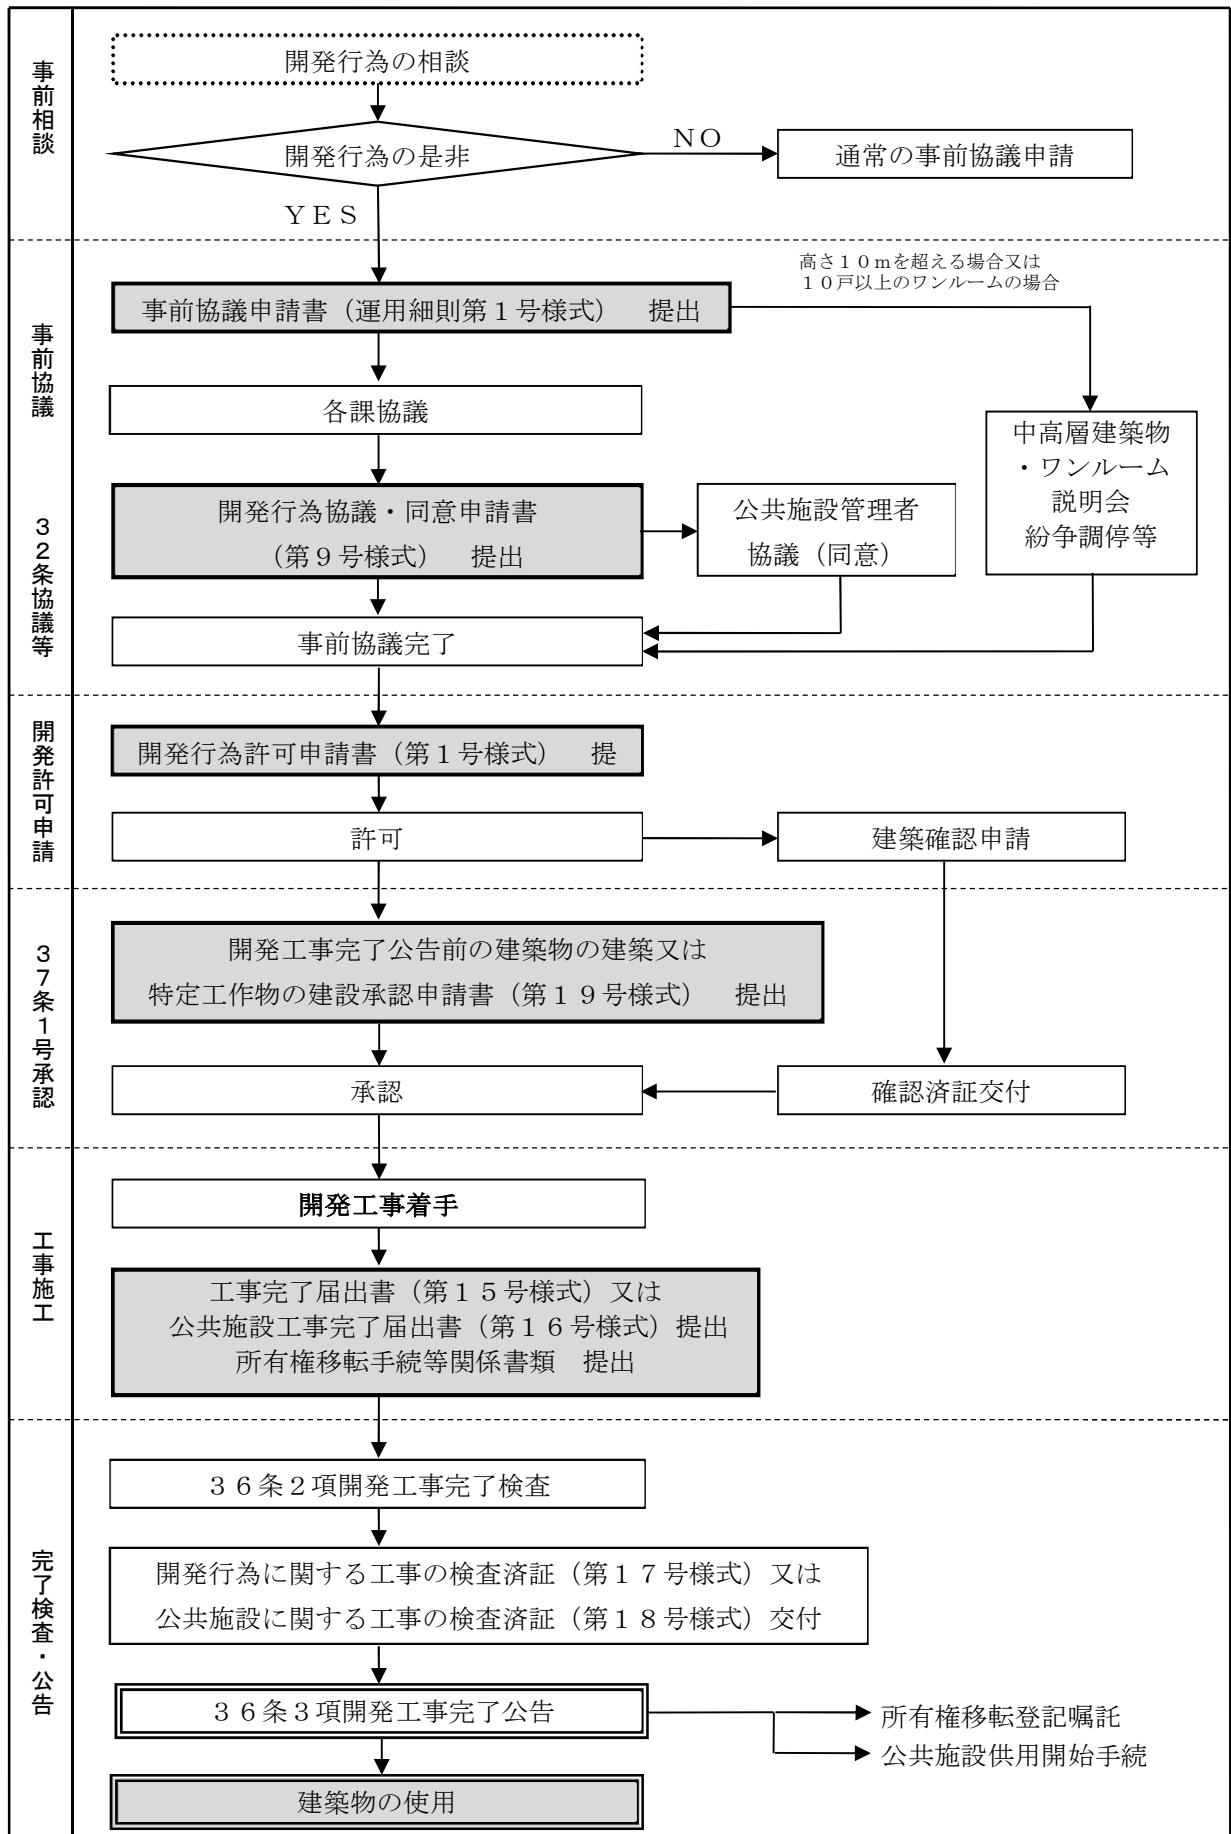 事前相談
開発行為の相談
開発行為の是非
NO
通常の事前協議申請
YES
事前協議
高さ10mを超える場合又は
10戸以上のワンルームの場合
事前協議申請書(運用細則第1号様式) 提出
各課協議
中高層建築物
・ワンルーム
説明会
紛争調停等
32条協議等
開発行為協議・同意申請書
(第9号様式) 提出
公共施設管理者
協議(同意)
事前協議完了
開発許可申請
開発行為許可申請書(第1号様式) 提
許可
建築確認申請
37条1号承認
開発工事完了公告前の建築物の建築又は
特定工作物の建設承認申請書(第19号様式) 提出
承認
確認済証交付
工事施工
開発工事着手
工事完了届出書(第15号様式)又は
公共施設工事完了届出書(第16号様式)提出
所有権移転手続等関係書類 提出
完了検査・公告
36条2項開発工事完了検査
開発行為に関する工事の検査済証(第17号様式)又は
公共施設に関する工事の検査済証(第18号様式)交付
36条3項開発工事完了公告
所有権移転登記嘱託
公共施設供用開始手続
建築物の使用